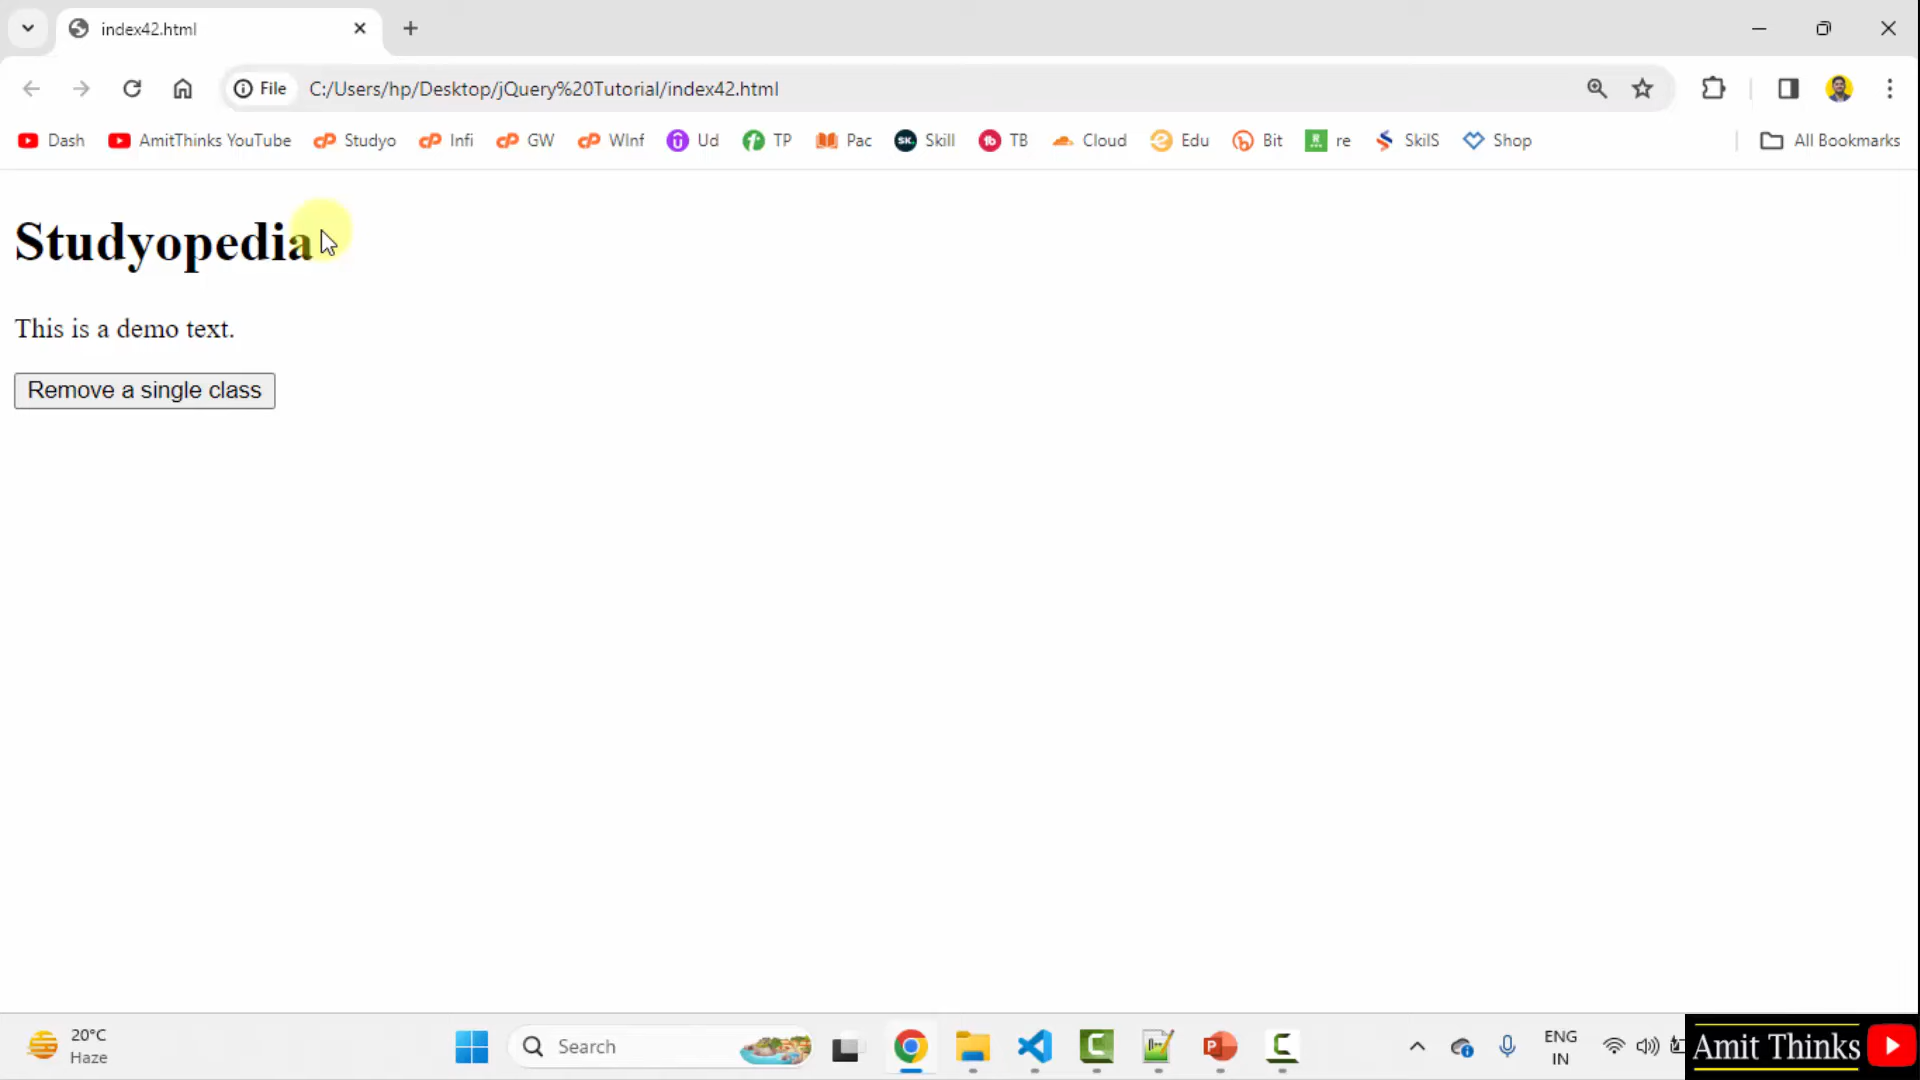 index42.html
File C:/Users/hp/Desktop/jQuery%20Tutorial/index42.html
Dash AmitThinks YouTube Studyo Infi GW WInf Ud TP Pac Skill TB Cloud Edu Bit re SkilS Shop All Bookmarks
Studyopedia
This is a demo text.
Remove a single class
20°C
Haze
Search
ENG
IN
Amit Thinks